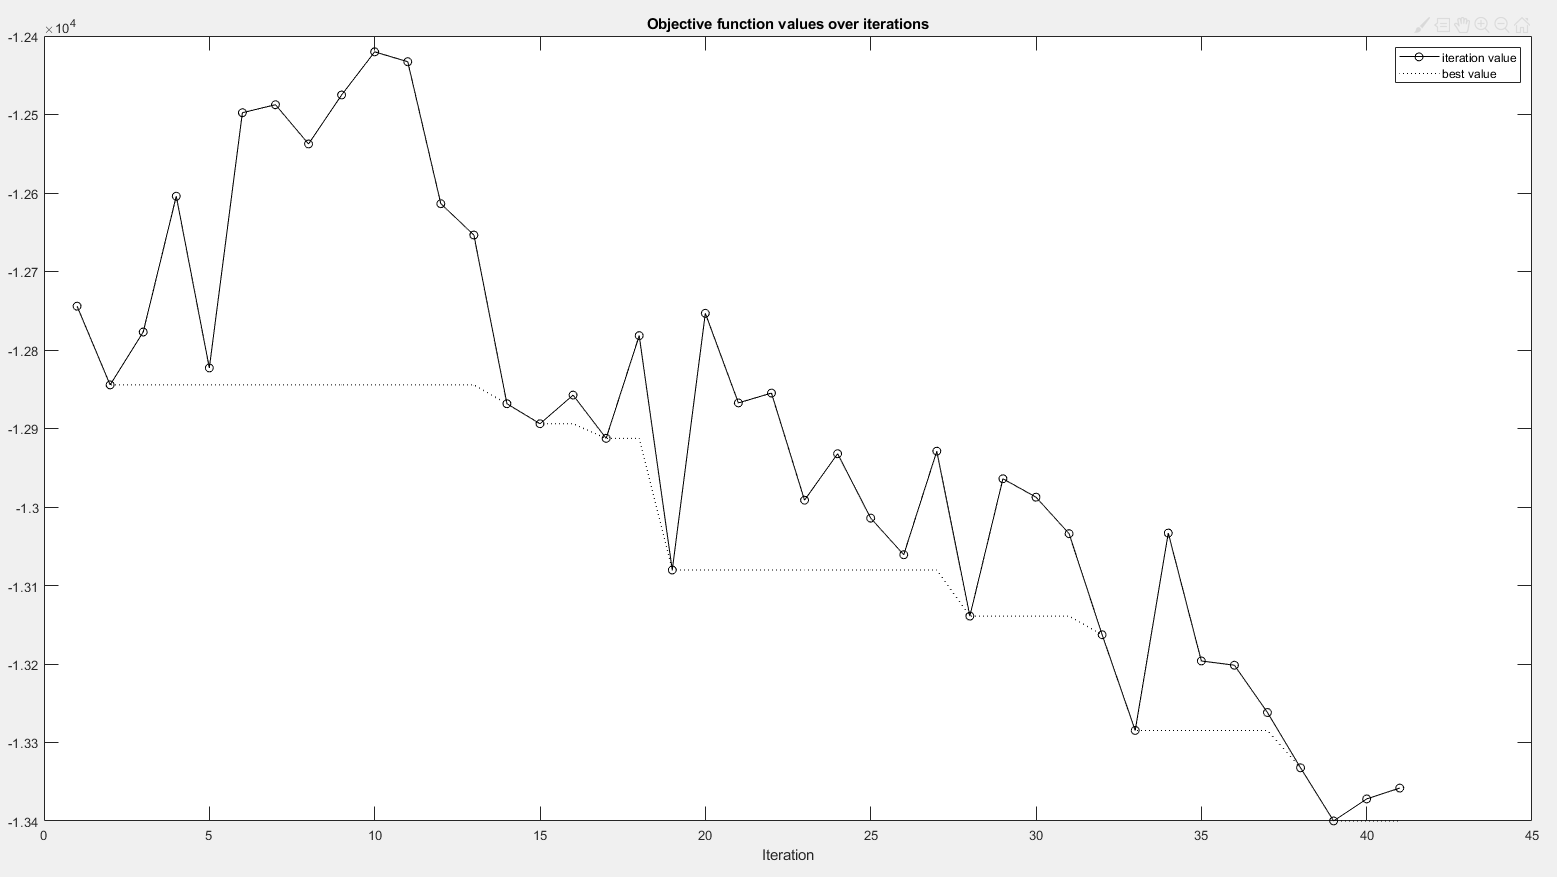 Objective function values over iterations
×10⁴
-1.24
-1.25
-1.26
-1.27
-1.28
-1.29
-1.3
-1.31
-1.32
-1.33
-1.34
iteration value
best value
0 5 10 15 20 25 30 35 40 45
Iteration